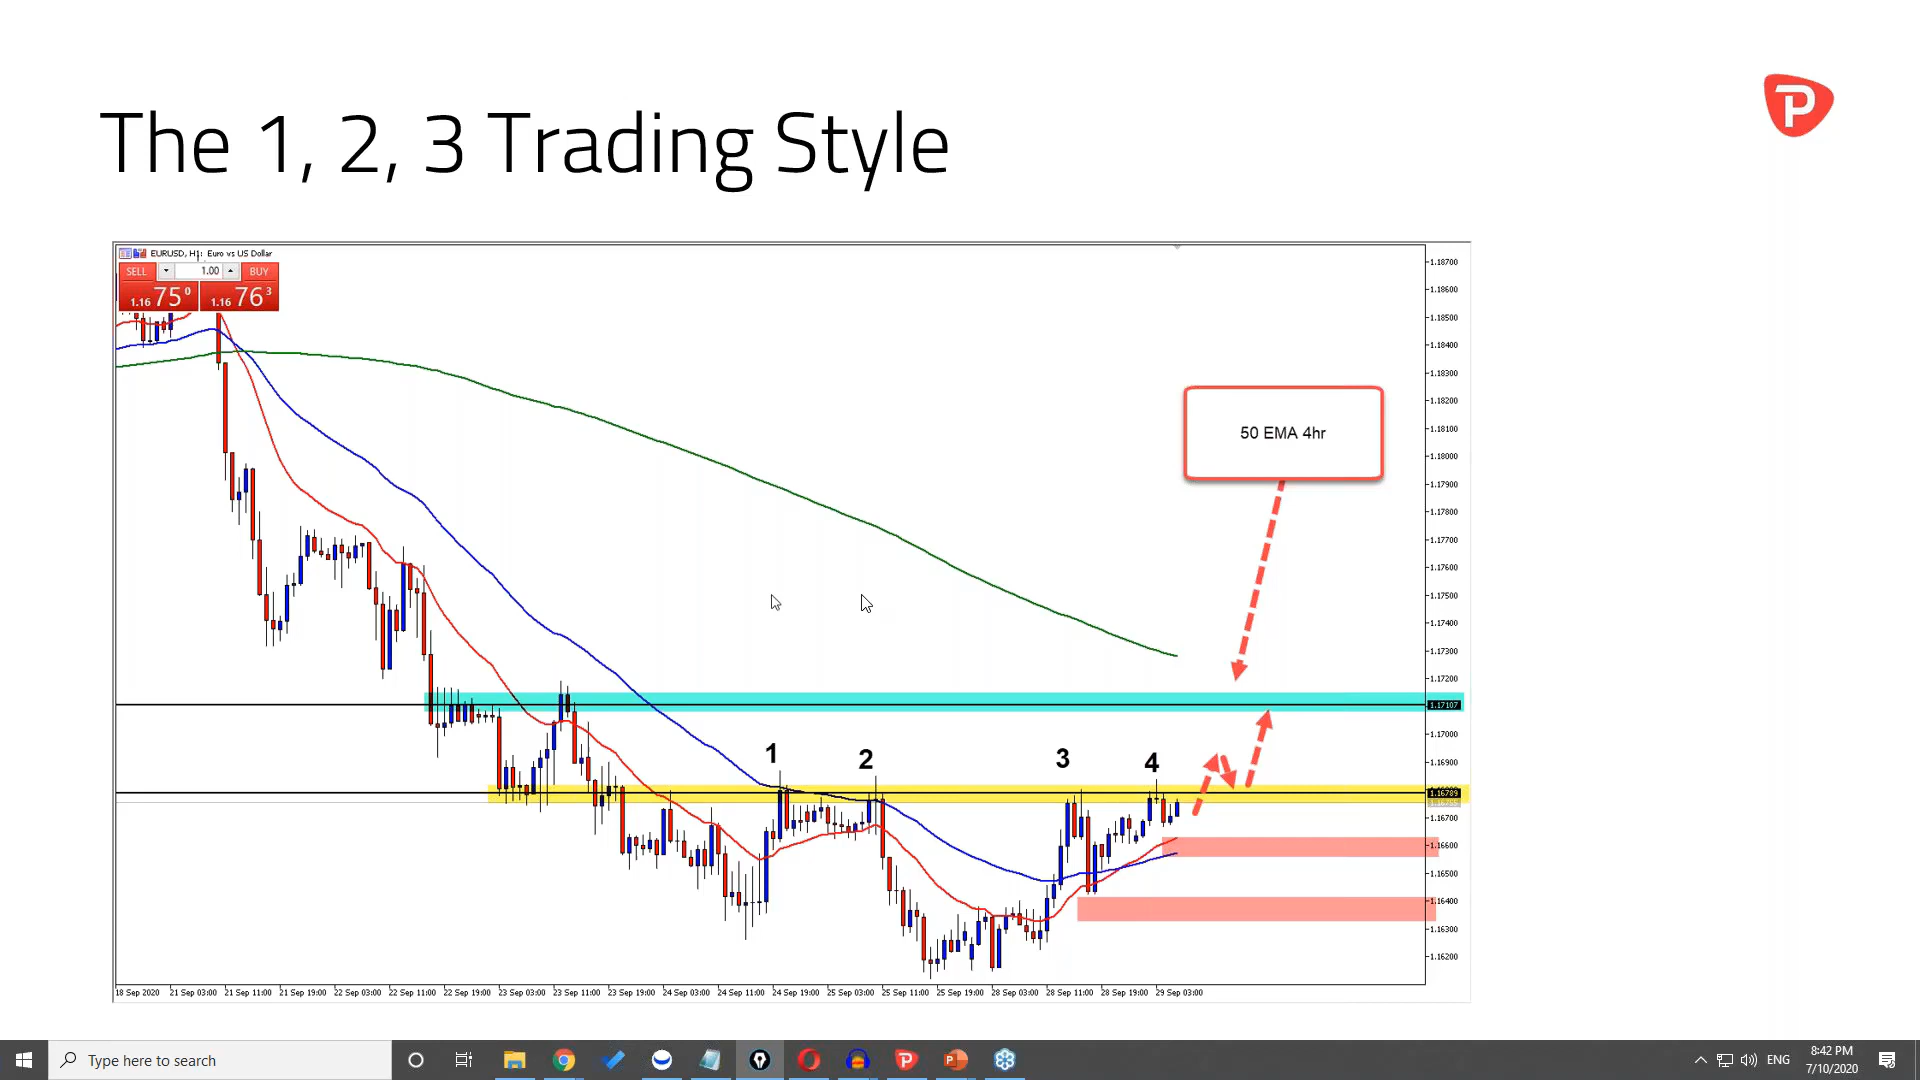 The 1, 2, 3 Trading Style
P
EURUSD, H1: Euro vs US Dollar
SELL 1.00 BUY
1.16 75 0 1.16 76 3
50 EMA 4hr
1 2 3 4
1.18700
1.18600
1.18500
1.18400
1.18300
1.18200
1.18100
1.18000
1.17900
1.17800
1.17700
1.17600
1.17500
1.17400
1.17300
1.17200
1.17107
1.17000
1.16900
1.16789
1.16755
1.16700
1.16600
1.16500
1.16400
1.16300
1.16200
18 Sep 2020 21 Sep 03:00 21 Sep 11:00 21 Sep 19:00 22 Sep 03:00 22 Sep 11:00 22 Sep 19:00 23 Sep 03:00 23 Sep 11:00 23 Sep 19:00 24 Sep 03:00 24 Sep 11:00 24 Sep 19:00 25 Sep 03:00 25 Sep 11:00 25 Sep 19:00 28 Sep 03:00 28 Sep 11:00 28 Sep 19:00 29 Sep 03:00
Type here to search
ENG
8:42 PM
7/10/2020